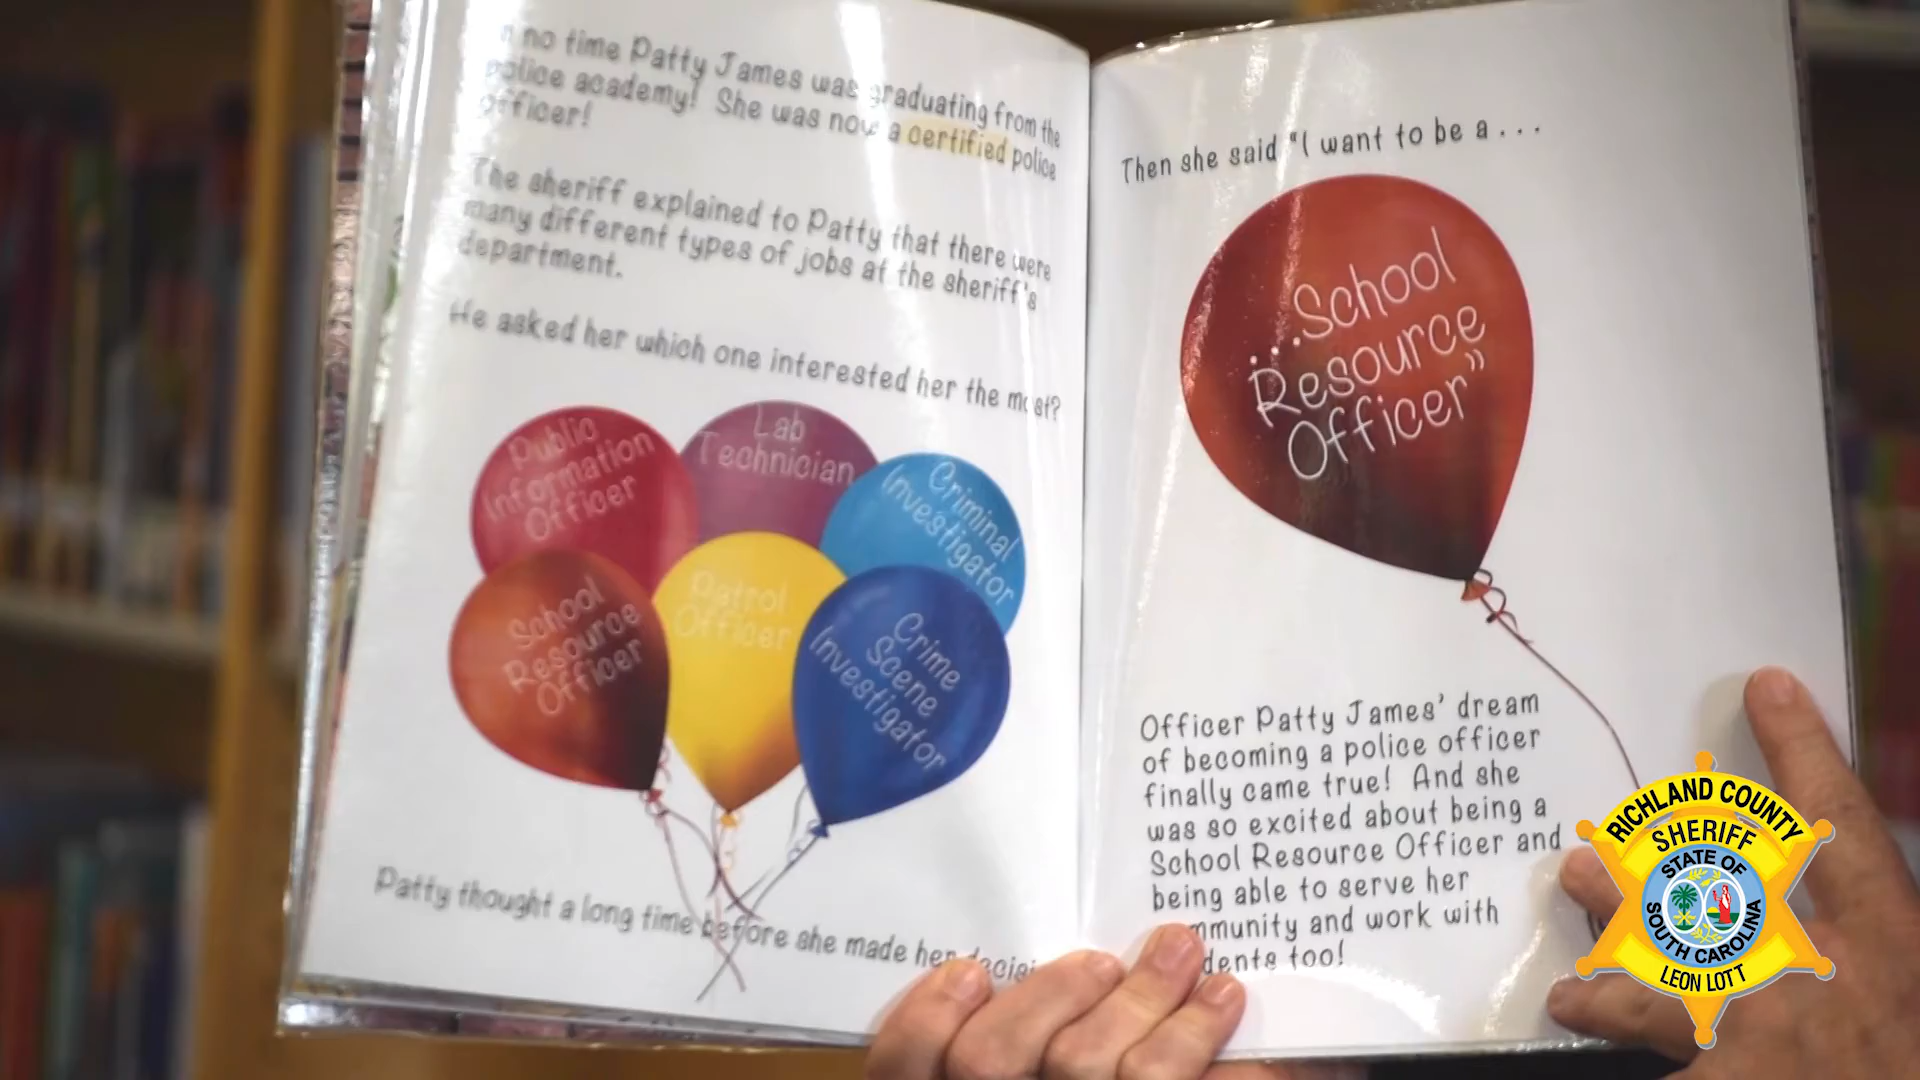 no time Patty James was graduating from the
police academy! She was now a certified police
officer!
The sheriff explained to Patty that there were
many different types of jobs at the sheriff's
department.
He asked her which one interested her the most?
Public
Information
Officer
Lab
Technician
Criminal
Investigator
School
Resource
Officer
Patrol
Officer
Crime
Scene
Investigator
Patty thought a long time before she made her
Then she said "I want to be a . . .
...School
Resource
Officer"
Officer Patty James' dream
of becoming a police officer
finally came true! And she
was so excited about being a
School Resource Officer and
being able to serve her
mmunity and work with
dents too!
RICHLAND COUNTY
SHERIFF
STATE OF
SOUTH CAROLINA
LEON LOTT